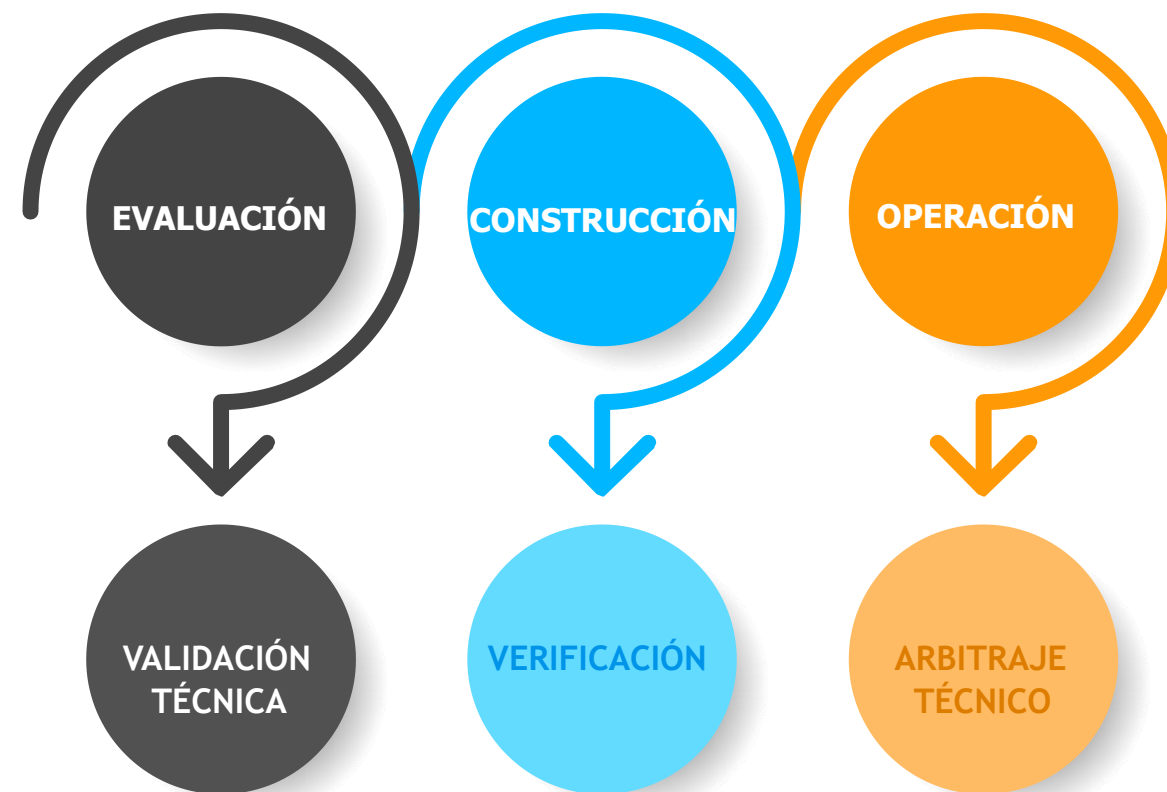 EVALUACIÓN
CONSTRUCCIÓN
OPERACIÓN
VALIDACIÓN
TÉCNICA
VERIFICACIÓN
ARBITRAJE
TÉCNICO